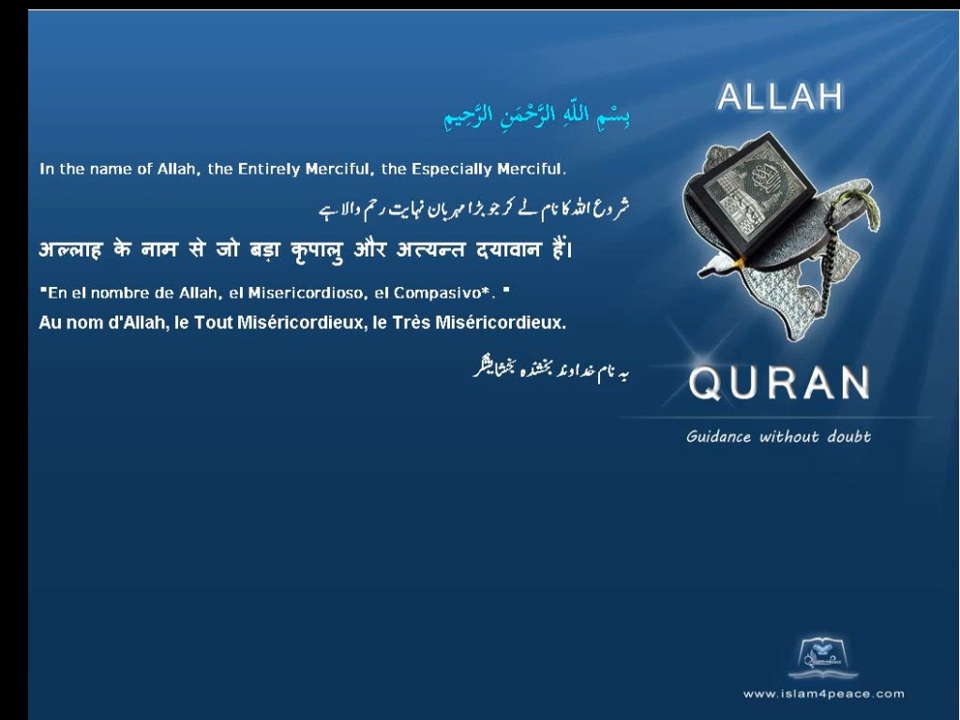 بِسْمِ اللّهِ الرَّحْمَنِ الرَّحِيمِ
In the name of Allah, the Entirely Merciful, the Especially Merciful.
شروع الله کا نام لے کر جو بڑا مہربان نہایت رحم والا ہے
अल्लाह के नाम से जो बड़ा कृपालु और अत्यन्त दयावान हैं।
"En el nombre de Allah, el Misericordioso, el Compasivo*. "
Au nom d'Allah, le Tout Miséricordieux, le Très Miséricordieux.
به نام خداوند بخشنده بخشایشگر
ALLAH
QURAN
Guidance without doubt
www.islam4peace.com